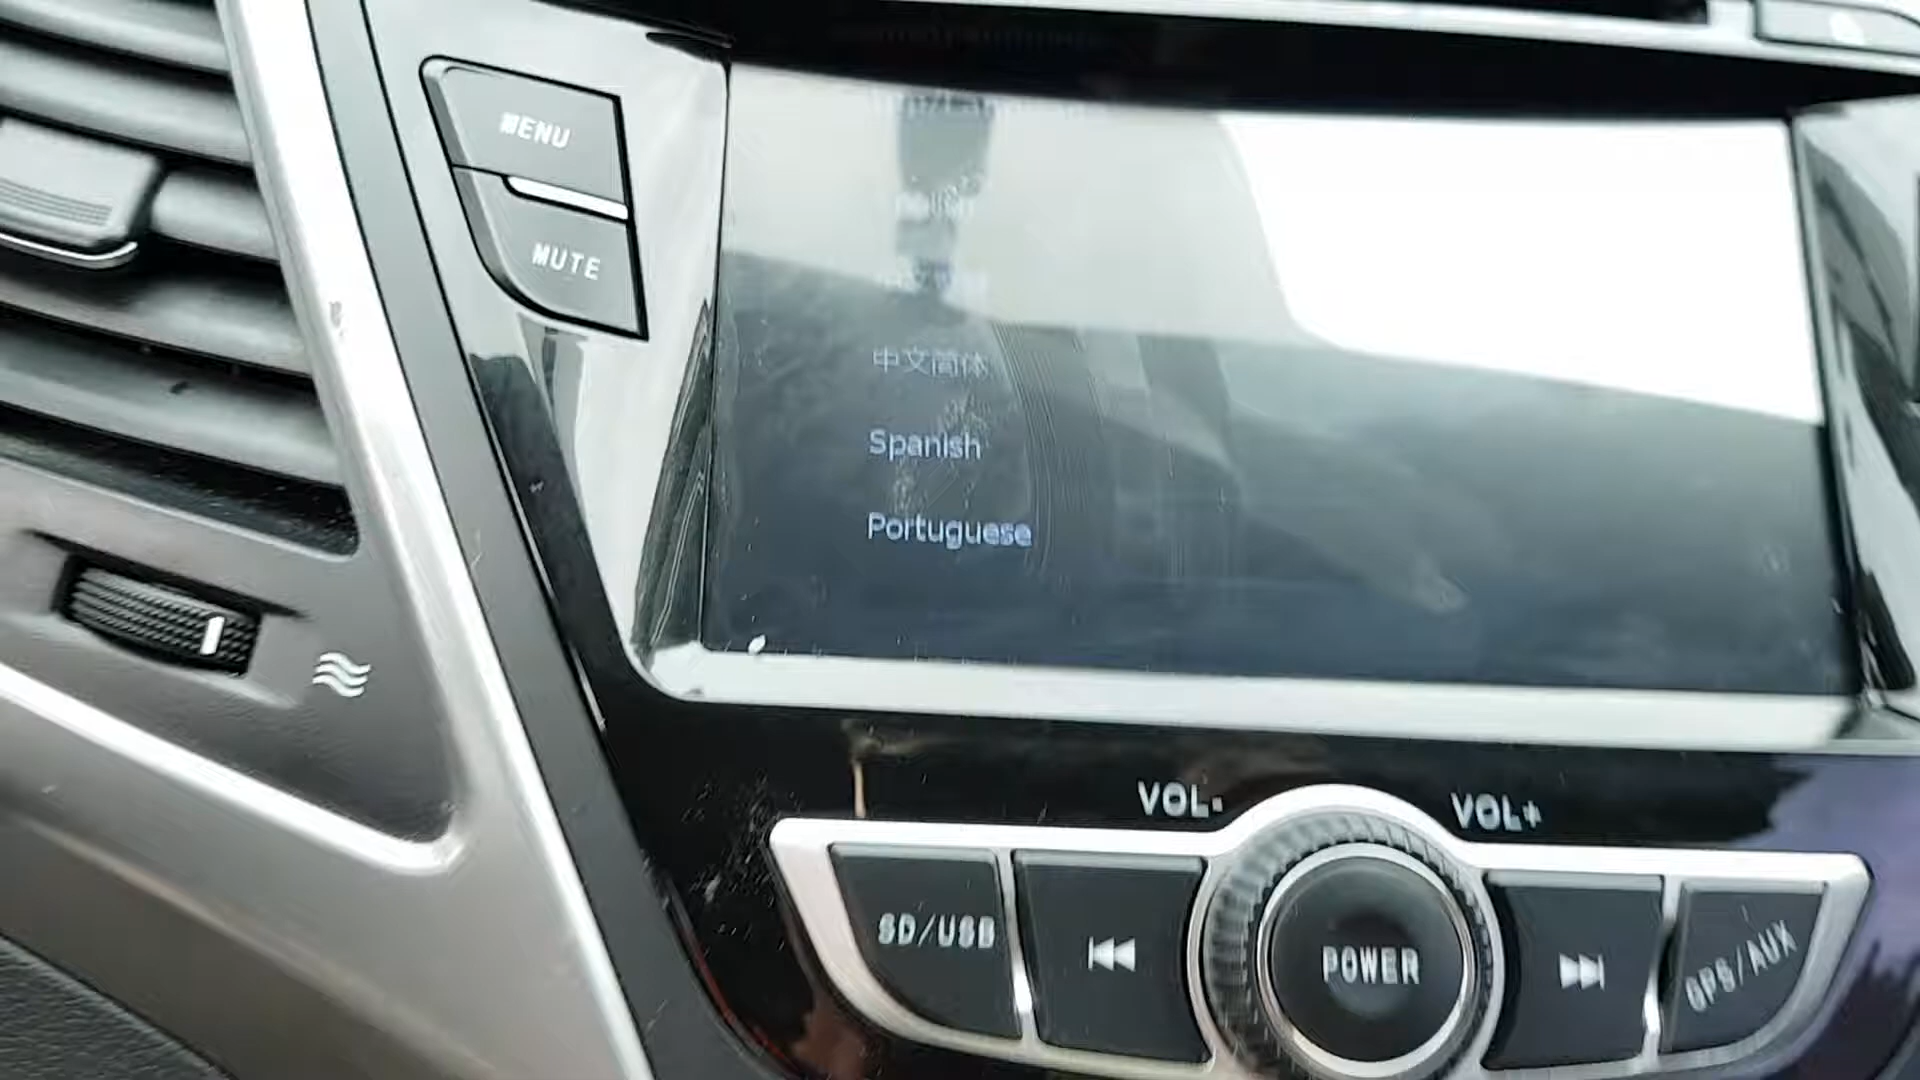 MENU
MUTE
中文简体
Spanish
Portuguese
VOL-
VOL+
SD/USB
POWER
GPS/AUX